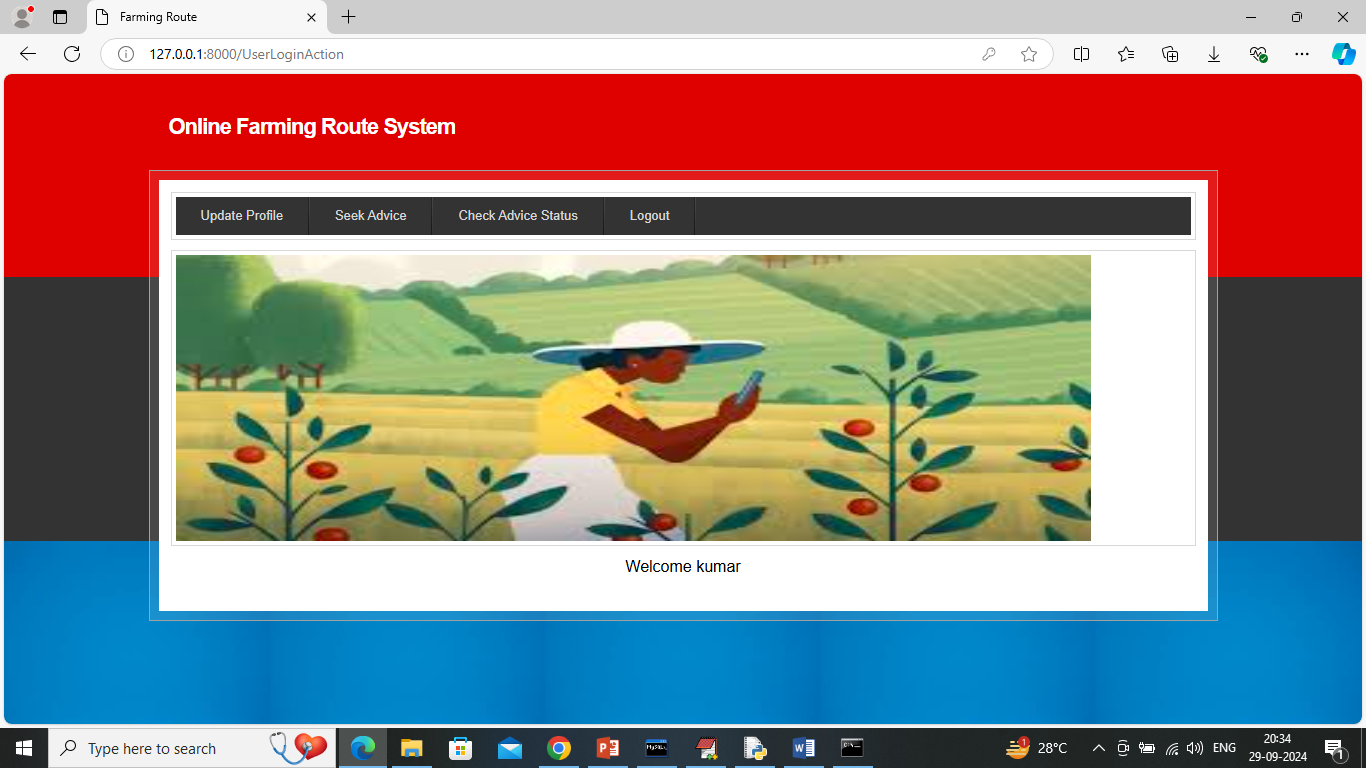 Farming Route
127.0.0.1:8000/UserLoginAction
Online Farming Route System
Update Profile Seek Advice Check Advice Status Logout
Welcome kumar
Type here to search
28°C
ENG
20:34
29-09-2024